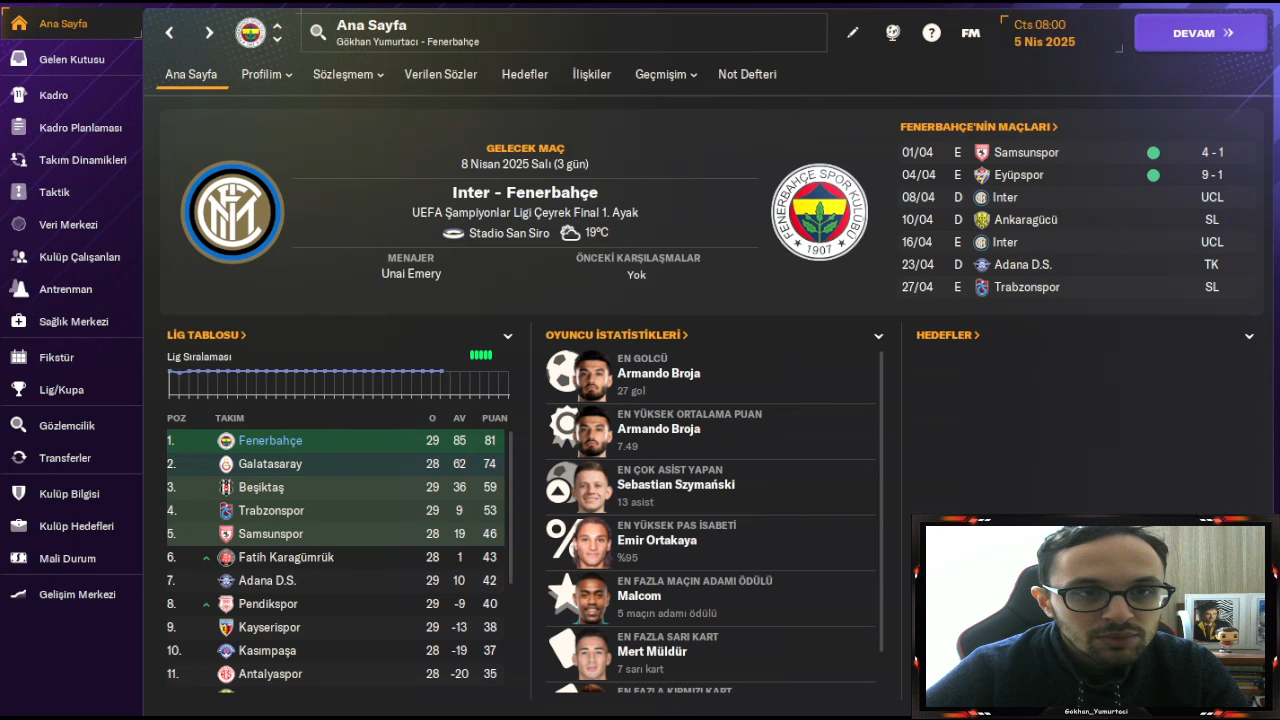 Ana Sayfa
Gelen Kutusu
Kadro
Kadro Planlaması
Takım Dinamikleri
Taktik
Veri Merkezi
Kulüp Çalışanları
Antrenman
Sağlık Merkezi
Fikstür
Lig/Kupa
Gözlemcilik
Transferler
Kulüp Bilgisi
Kulüp Hedefleri
Mali Durum
Gelişim Merkezi
Ana Sayfa
Gökhan Yumurtacı - Fenerbahçe
FM
Cts 08:00
5 Nis 2025
DEVAM
Ana Sayfa Profilim Sözleşmem Verilen Sözler Hedefler İlişkiler Geçmişim Not Defteri
GELECEK MAÇ
8 Nisan 2025 Salı (3 gün)
Inter - Fenerbahçe
UEFA Şampiyonlar Ligi Çeyrek Final 1. Ayak
Stadio San Siro 19ºC
MENAJER
Unai Emery
ÖNCEKİ KARŞILAŞMALAR
Yok
FENERBAHÇE SPOR KULÜBÜ
1907
FENERBAHÇE'NİN MAÇLARI
01/04 E Samsunspor 4 - 1
04/04 E Eyüpspor 9 - 1
08/04 D Inter UCL
10/04 D Ankaragücü SL
16/04 E Inter UCL
23/04 D Adana D.S. TK
27/04 E Trabzonspor SL
LİG TABLOSU
Lig Sıralaması
POZ TAKIM O AV PUAN
1. Fenerbahçe 29 85 81
2. Galatasaray 28 62 74
3. Beşiktaş 29 36 59
4. Trabzonspor 29 9 53
5. Samsunspor 28 19 46
6. Fatih Karagümrük 28 1 43
7. Adana D.S. 29 10 42
8. Pendikspor 29 -9 40
9. Kayserispor 29 -13 38
10. Kasımpaşa 28 -19 37
11. Antalyaspor 28 -20 35
OYUNCU İSTATİSTİKLERİ
EN GOLCÜ
Armando Broja
27 gol
EN YÜKSEK ORTALAMA PUAN
Armando Broja
7.49
EN ÇOK ASİST YAPAN
Sebastian Szymański
13 asist
EN YÜKSEK PAS İSABETİ
Emir Ortakaya
%95
EN FAZLA MAÇIN ADAMI ÖDÜLÜ
Malcom
5 maçın adamı ödülü
EN FAZLA SARI KART
Mert Müldür
7 sarı kart
EN FAZLA KIRMIZI KART
HEDEFLER
Gokhan_Yumurtaci